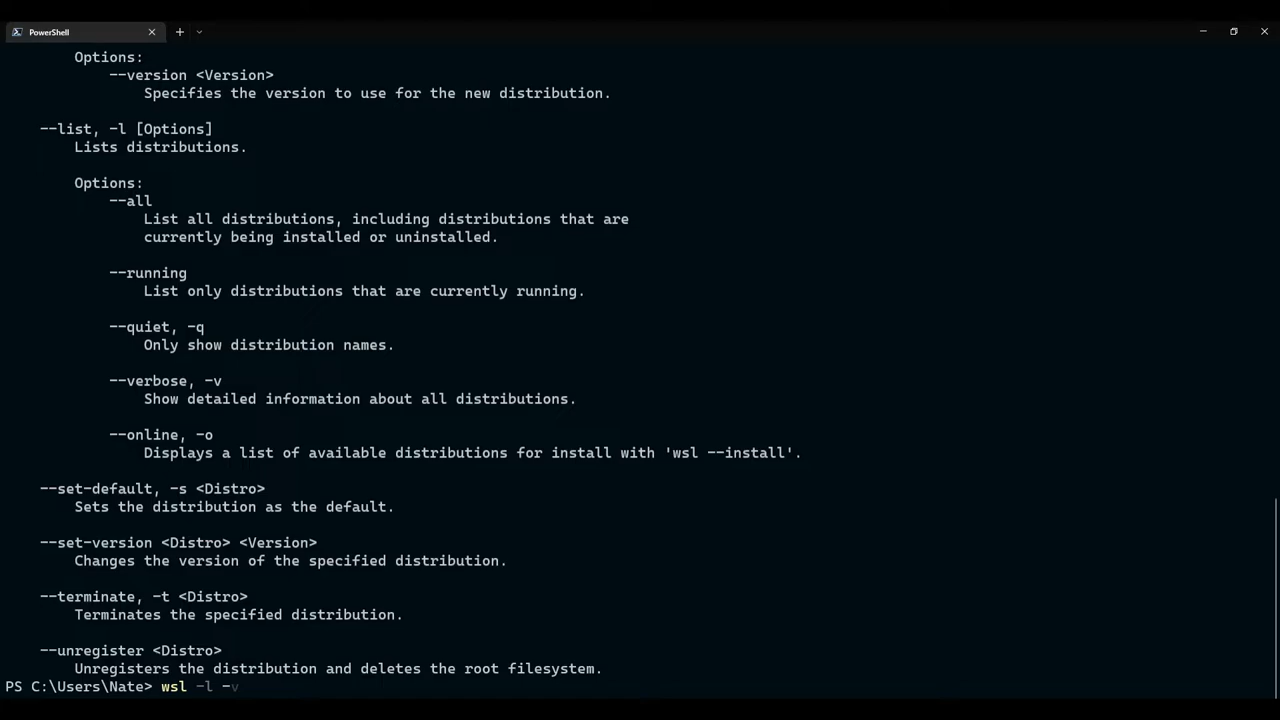 PowerShell
Options:
--version <Version>
Specifies the version to use for the new distribution.
--list, -l [Options]
Lists distributions.
Options:
--all
List all distributions, including distributions that are
currently being installed or uninstalled.
--running
List only distributions that are currently running.
--quiet, -q
Only show distribution names.
--verbose, -v
Show detailed information about all distributions.
--online, -o
Displays a list of available distributions for install with 'wsl --install'.
--set-default, -s <Distro>
Sets the distribution as the default.
--set-version <Distro> <Version>
Changes the version of the specified distribution.
--terminate, -t <Distro>
Terminates the specified distribution.
--unregister <Distro>
Unregisters the distribution and deletes the root filesystem.
PS C:\Users\Nate> wsl -l -v